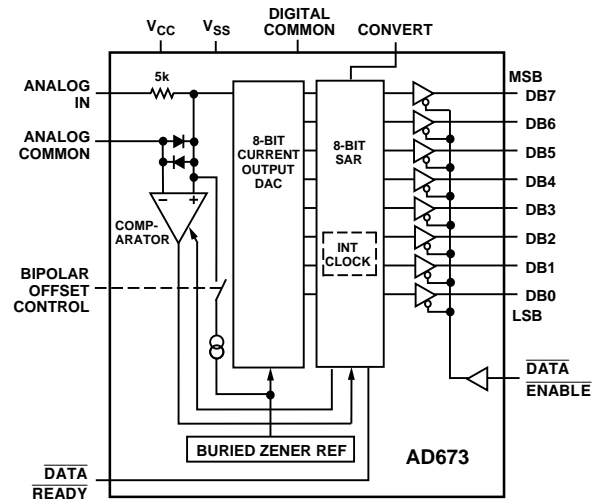 V_CC
V_SS
DIGITAL
COMMON
CONVERT
ANALOG
IN
5k
MSB
DB7
ANALOG
COMMON
8-BIT
CURRENT
OUTPUT
DAC
8-BIT
SAR
DB6
DB5
DB4
DB3
DB2
DB1
DB0
LSB
−
+
COMP-
ARATOR
INT
CLOCK
BIPOLAR
OFFSET
CONTROL
DATA
ENABLE
BURIED ZENER REF
AD673
DATA
READY